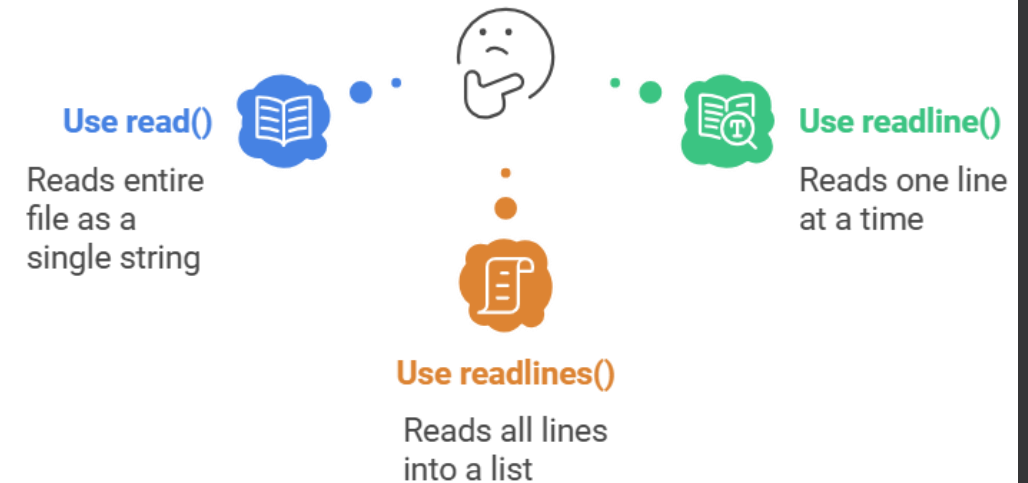 Use read()
Reads entire
file as a
single string
Use readline()
Reads one line
at a time
Use readlines()
Reads all lines
into a list
T